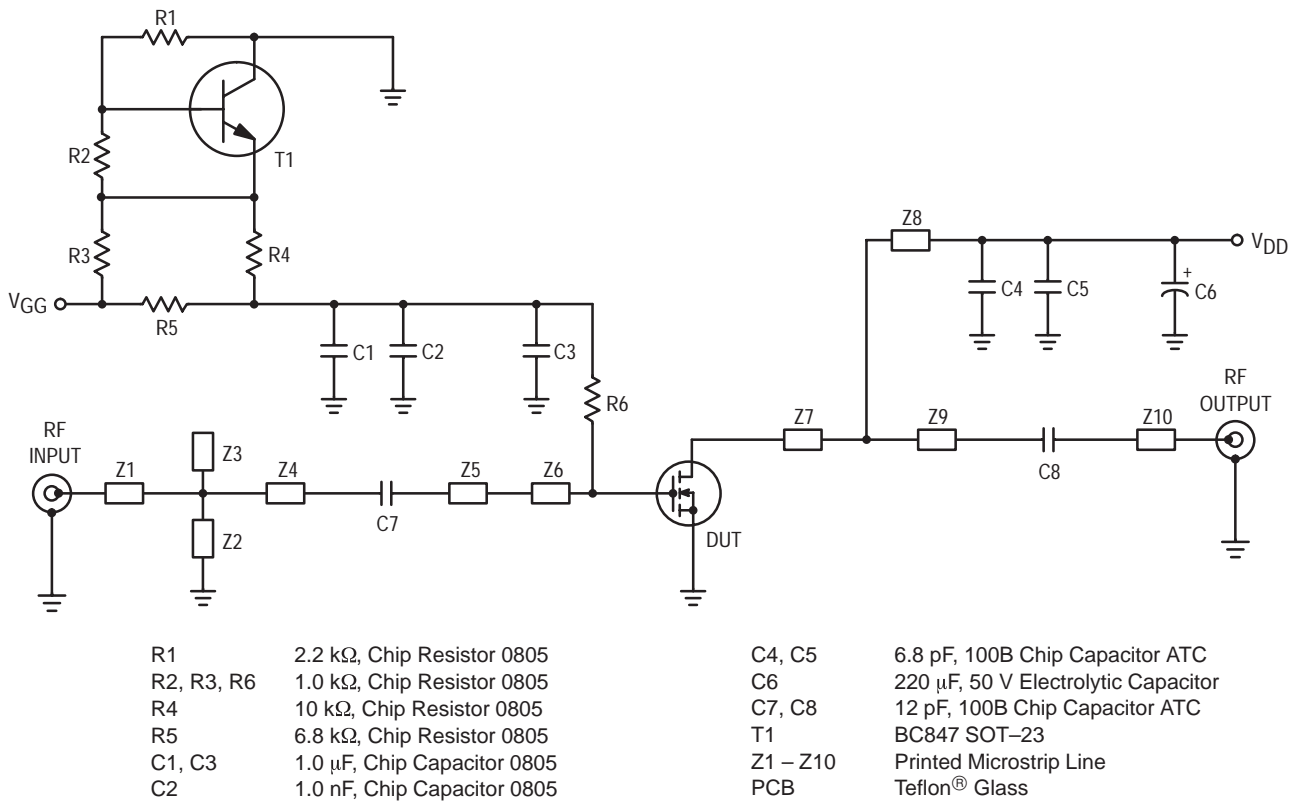 R1
R2
T1
R3
R4
VGG
R5
C1
C2
C3
R6
Z8
VDD
C4
C5
+
C6
RF
INPUT
Z1
Z3
Z2
Z4
C7
Z5
Z6
DUT
Z7
Z9
C8
Z10
RF
OUTPUT
R1 2.2 kΩ, Chip Resistor 0805
R2, R3, R6 1.0 kΩ, Chip Resistor 0805
R4 10 kΩ, Chip Resistor 0805
R5 6.8 kΩ, Chip Resistor 0805
C1, C3 1.0 μF, Chip Capacitor 0805
C2 1.0 nF, Chip Capacitor 0805
C4, C5 6.8 pF, 100B Chip Capacitor ATC
C6 220 μF, 50 V Electrolytic Capacitor
C7, C8 12 pF, 100B Chip Capacitor ATC
T1 BC847 SOT–23
Z1 – Z10 Printed Microstrip Line
PCB Teflon® Glass